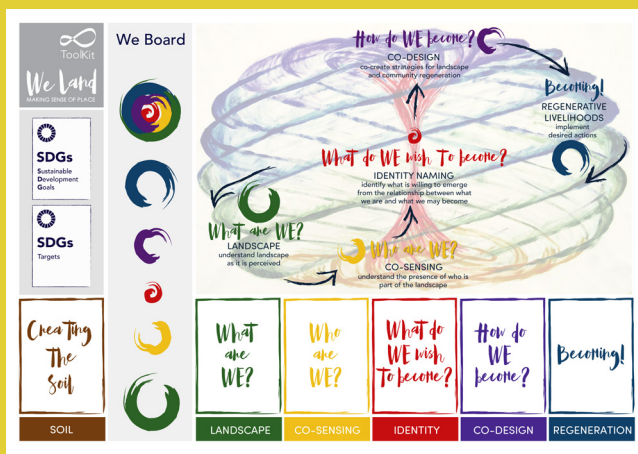 ToolKit
We Land
MAKING SENSE OF PLACE
SDGs
Sustainable
Development
Goals
SDGs
Targets
We Board
How do WE become?
CO-DESIGN
co-create strategies for landscape
and community regeneration
Becoming!
REGENERATIVE
LIVELIHOODS
implement
desired actions
What do WE wish To become?
IDENTITY NAMING
identify what is willing to emerge
from the relationship between what
we are and what we may become
What are WE?
LANDSCAPE
understand landscape
as it is perceived
Who are WE?
CO-SENSING
understand the presence of who is
part of the landscape
Creating
The
Soil
SOIL
What
are
WE?
LANDSCAPE
Who
are
WE?
CO-SENSING
What do
WE wish
To become?
IDENTITY
How do
WE
become?
CO-DESIGN
Becoming!
REGENERATION